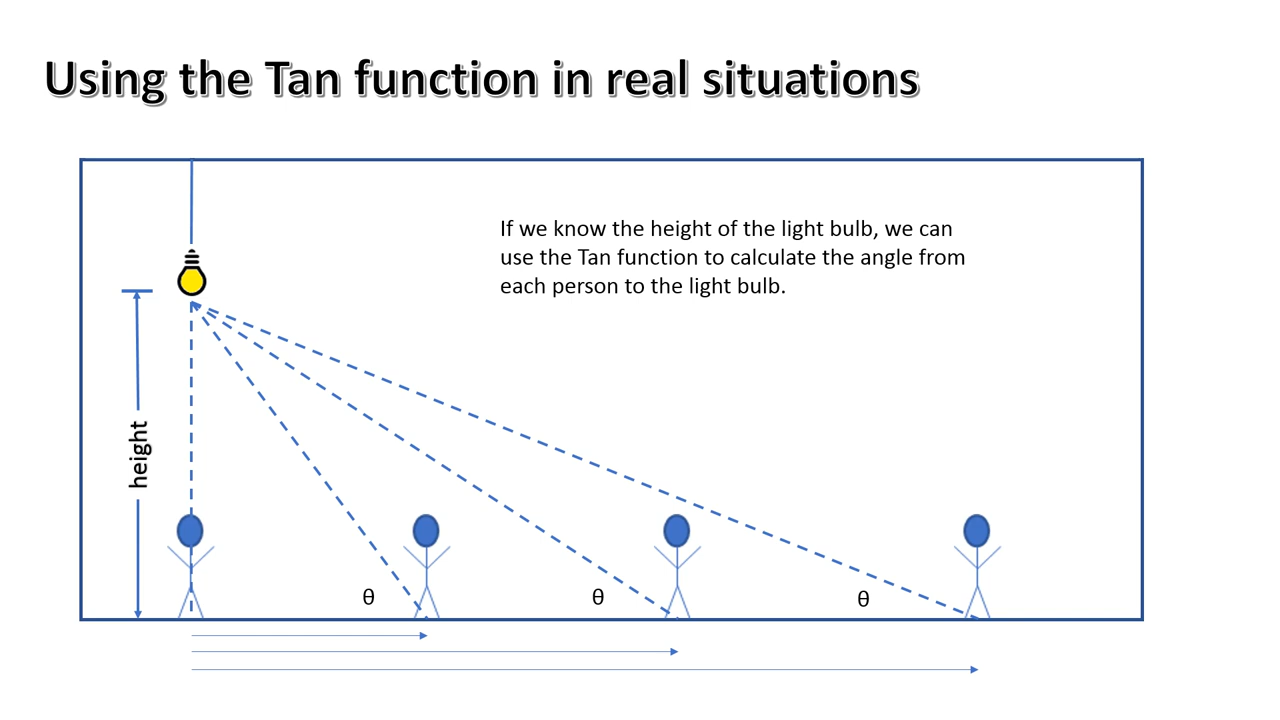 Using the Tan function in real situations
If we know the height of the light bulb, we can
use the Tan function to calculate the angle from
each person to the light bulb.
height
θ
θ
θ